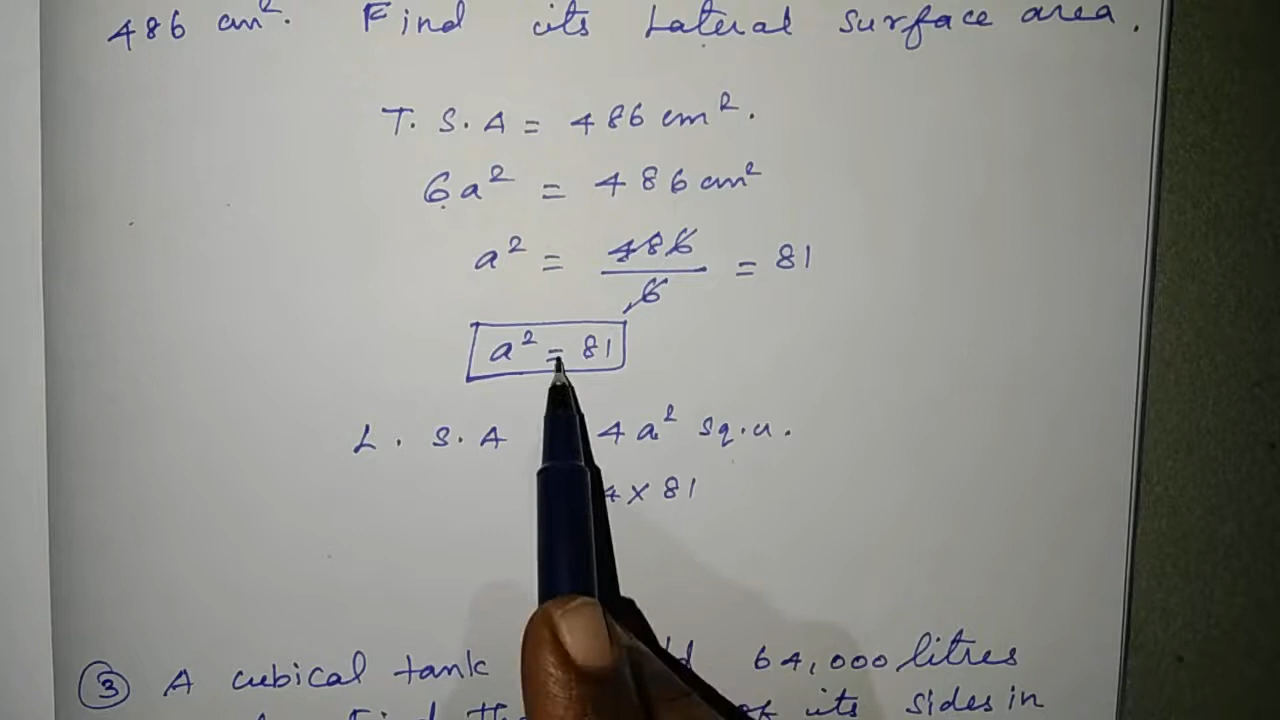 486 cm². Find its Lateral surface area.
T. S. A = 486 cm².
6a² = 486 cm²
a² = 486/6 = 81
a² = 81
L. S. A 4a² sq.u.
4 × 81
③ A cubical tank 64,000 litres
of its sides in